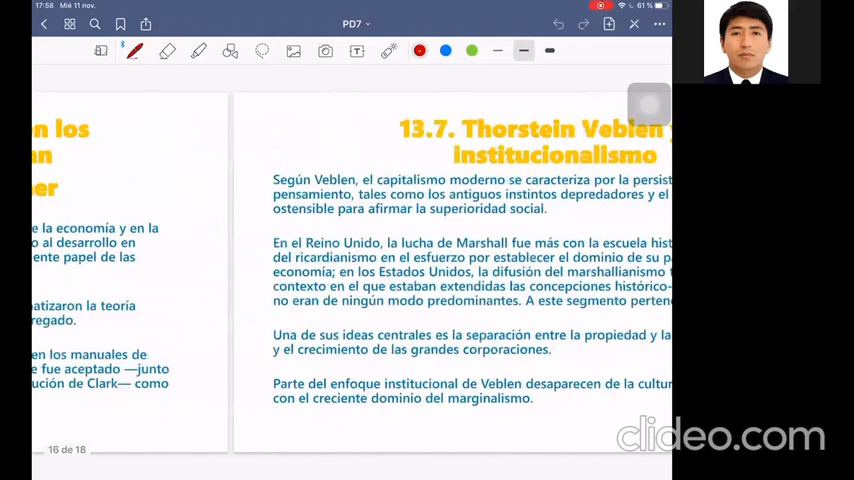 17:58 Mié 11 nov.
61 %
PD7
en los
an
er
e la economía y en la
o al desarrollo en
ente papel de las
atizaron la teoría
regado.
en los manuales de
e fue aceptado —junto
ución de Clark— como
16 de 18
13.7. Thorstein Veblen y
institucionalismo
Según Veblen, el capitalismo moderno se caracteriza por la persist
pensamiento, tales como los antiguos instintos depredadores y el
ostensible para afirmar la superioridad social.
En el Reino Unido, la lucha de Marshall fue más con la escuela hist
del ricardianismo en el esfuerzo por establecer el dominio de su pa
economía; en los Estados Unidos, la difusión del marshallianismo t
contexto en el que estaban extendidas las concepciones histórico-
no eran de ningún modo predominantes. A este segmento pertene
Una de sus ideas centrales es la separación entre la propiedad y la
y el crecimiento de las grandes corporaciones.
Parte del enfoque institucional de Veblen desaparecen de la cultur
con el creciente dominio del marginalismo.
clideo.com